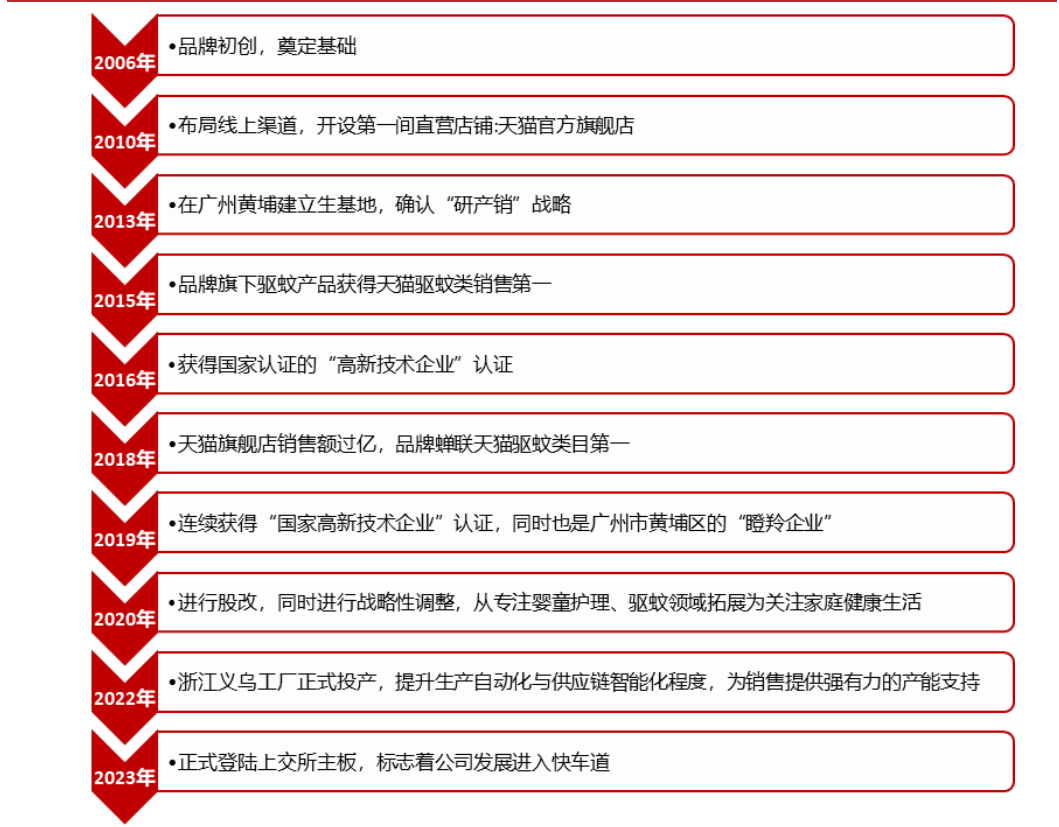 2006年
•品牌初创，奠定基础
2010年
•布局线上渠道，开设第一间直营店铺:天猫官方旗舰店
2013年
•在广州黄埔建立生基地，确认“研产销”战略
2015年
•品牌旗下驱蚊产品获得天猫驱蚊类销售第一
2016年
•获得国家认证的“高新技术企业”认证
2018年
•天猫旗舰店销售额过亿，品牌蝉联天猫驱蚊类目第一
2019年
•连续获得“国家高新技术企业”认证，同时也是广州市黄埔区的“瞪羚企业”
2020年
•进行股改，同时进行战略性调整，从专注婴童护理、驱蚊领域拓展为关注家庭健康生活
2022年
•浙江义乌工厂正式投产，提升生产自动化与供应链智能化程度，为销售提供强有力的产能支持
2023年
•正式登陆上交所主板，标志着公司发展进入快车道